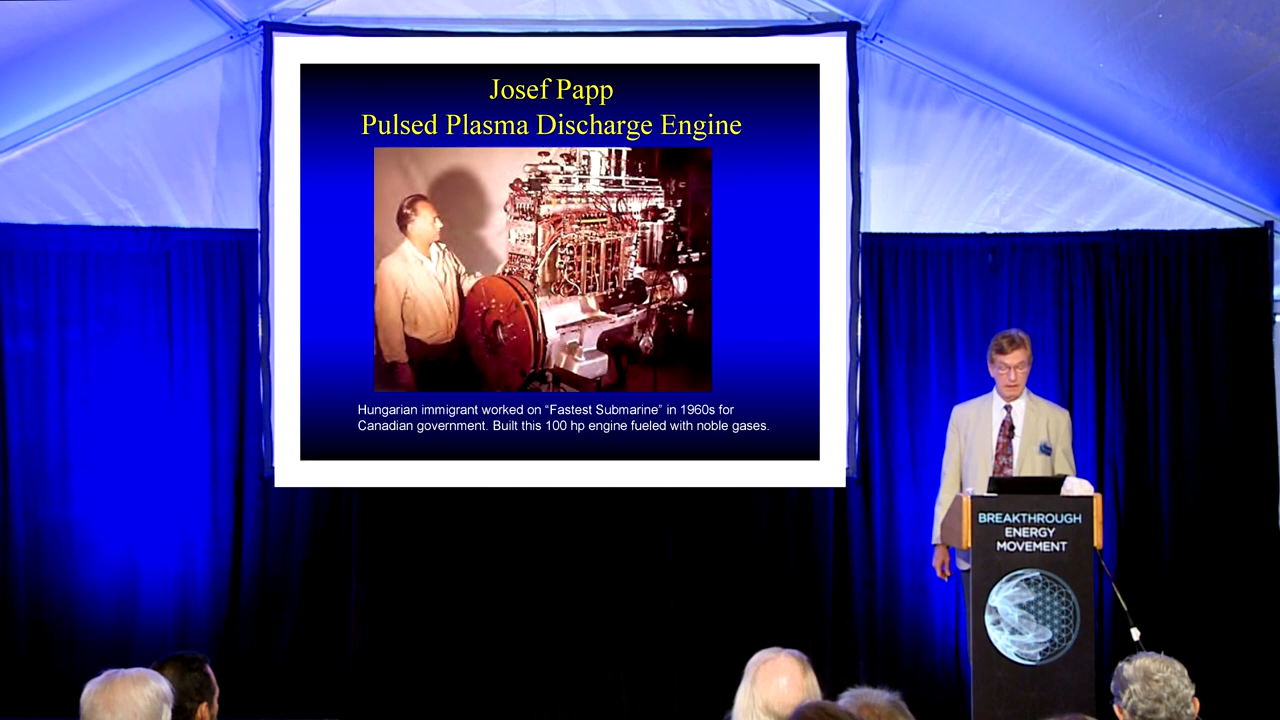 Josef Papp
Pulsed Plasma Discharge Engine
Hungarian immigrant worked on “Fastest Submarine” in 1960s for
Canadian government. Built this 100 hp engine fueled with noble gases.
BREAKTHROUGH
ENERGY
MOVEMENT